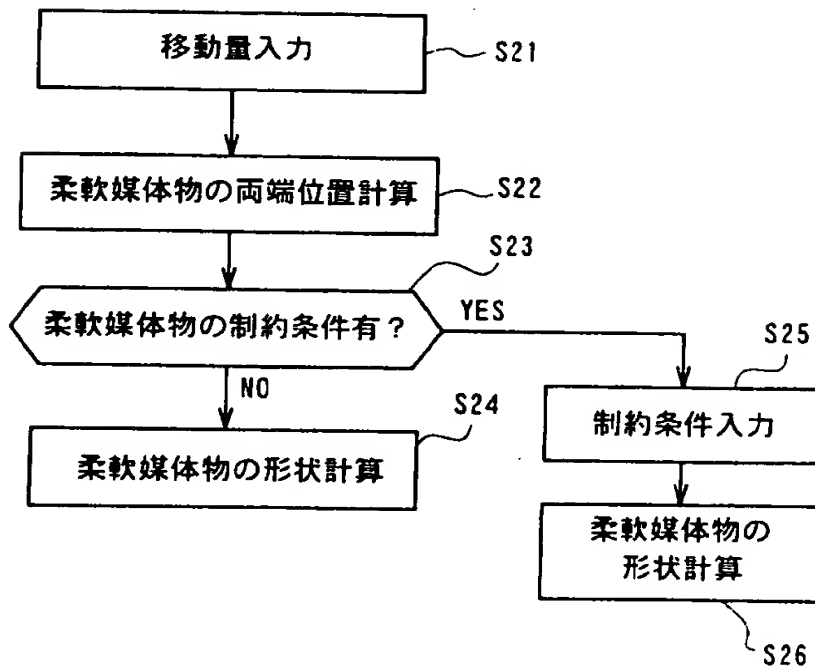 移動量入力
S21
柔軟媒体物の両端位置計算
S22
S23
柔軟媒体物の制約条件有?
YES
NO
S25
制約条件入力
S24
柔軟媒体物の形状計算
柔軟媒体物の
形状計算
S26